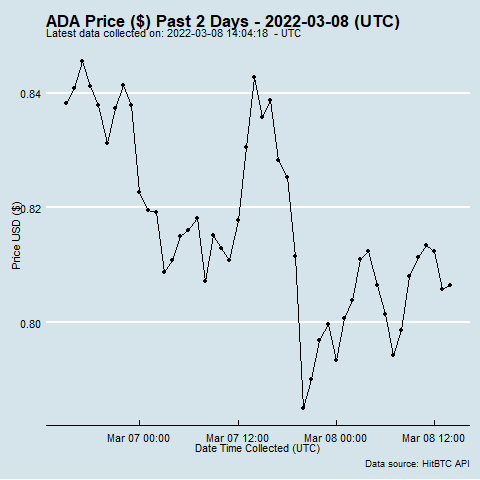 ADA Price ($) Past 2 Days - 2022-03-08 (UTC)
Latest data collected on: 2022-03-08 14:04:18 - UTC
0.84
0.82
0.80
Price USD ($)
Mar 07 00:00 Mar 07 12:00 Mar 08 00:00 Mar 08 12:00
Date Time Collected (UTC)
Data source: HitBTC API